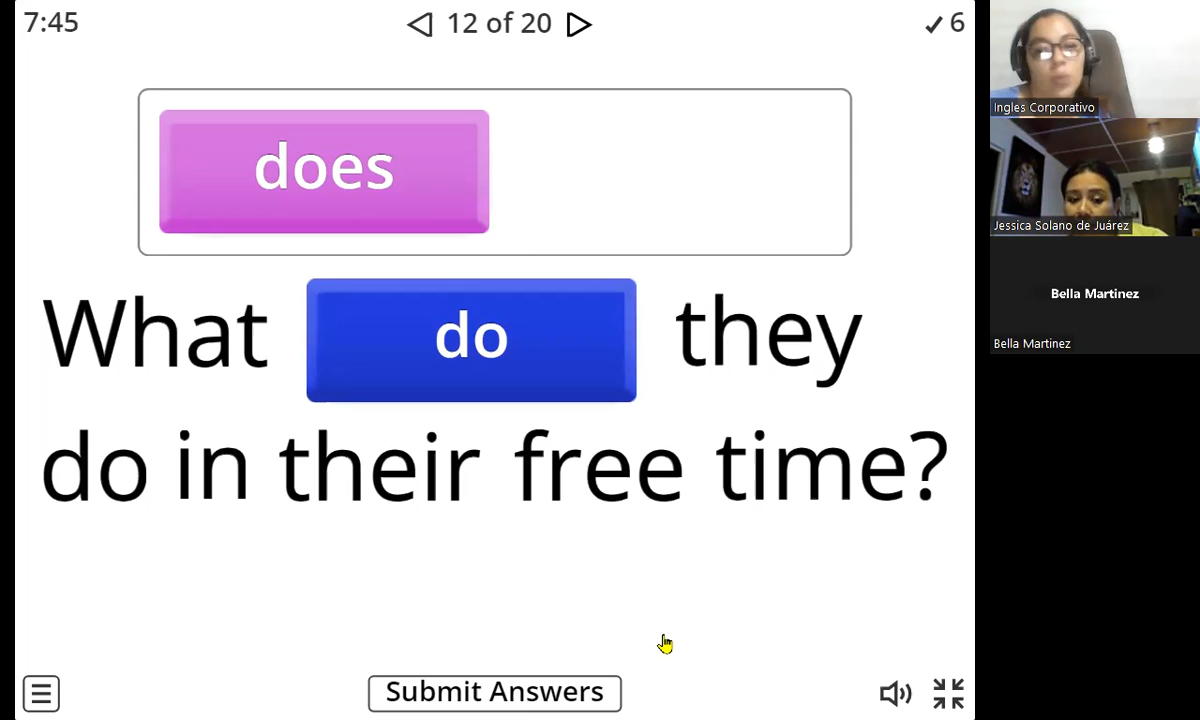 7:45
12 of 20
✓ 6
does
What do they
do in their free time?
Submit Answers
Ingles Corporativo
Jessica Solano de Juárez
Bella Martinez
Bella Martinez